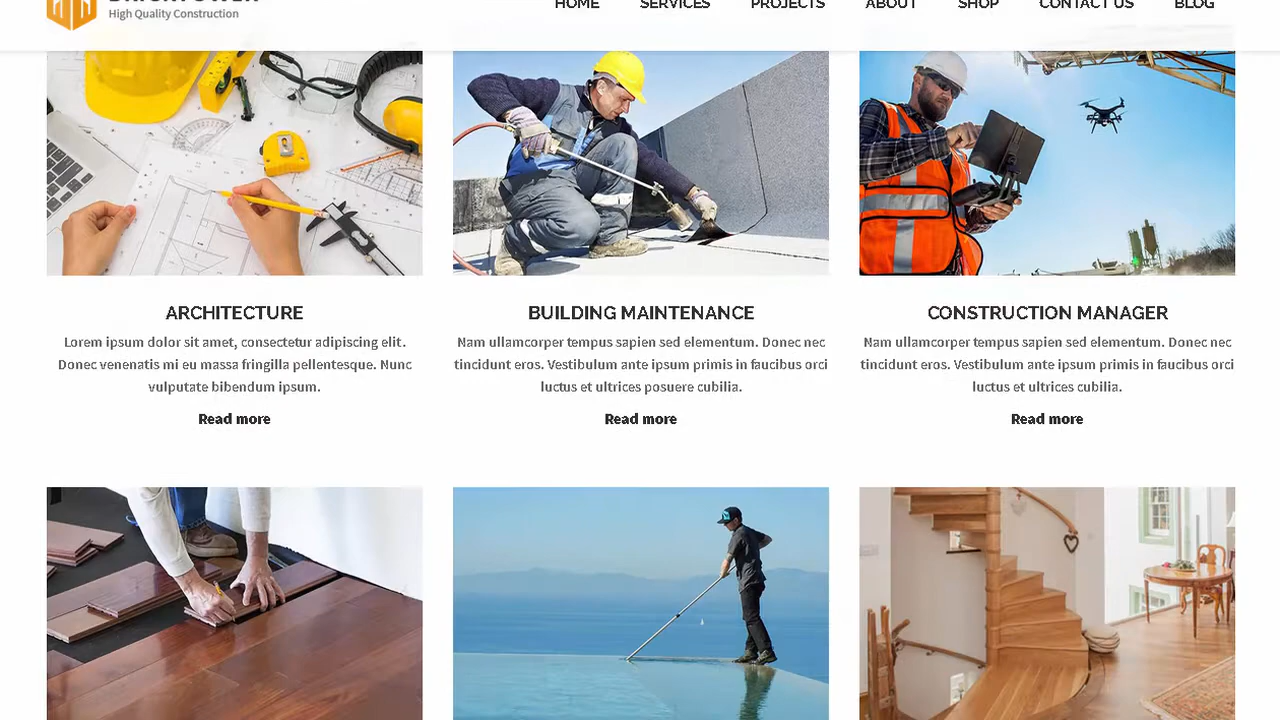 High Quality Construction
HOME SERVICES PROJECTS ABOUT SHOP CONTACT US BLOG
ARCHITECTURE
Lorem ipsum dolor sit amet, consectetur adipiscing elit.
Donec venenatis mi eu massa fringilla pellentesque. Nunc
vulputate bibendum ipsum.
Read more
BUILDING MAINTENANCE
Nam ullamcorper tempus sapien sed elementum. Donec nec
tincidunt eros. Vestibulum ante ipsum primis in faucibus orci
luctus et ultrices posuere cubilia.
Read more
CONSTRUCTION MANAGER
Nam ullamcorper tempus sapien sed elementum. Donec nec
tincidunt eros. Vestibulum ante ipsum primis in faucibus orci
luctus et ultrices cubilia.
Read more